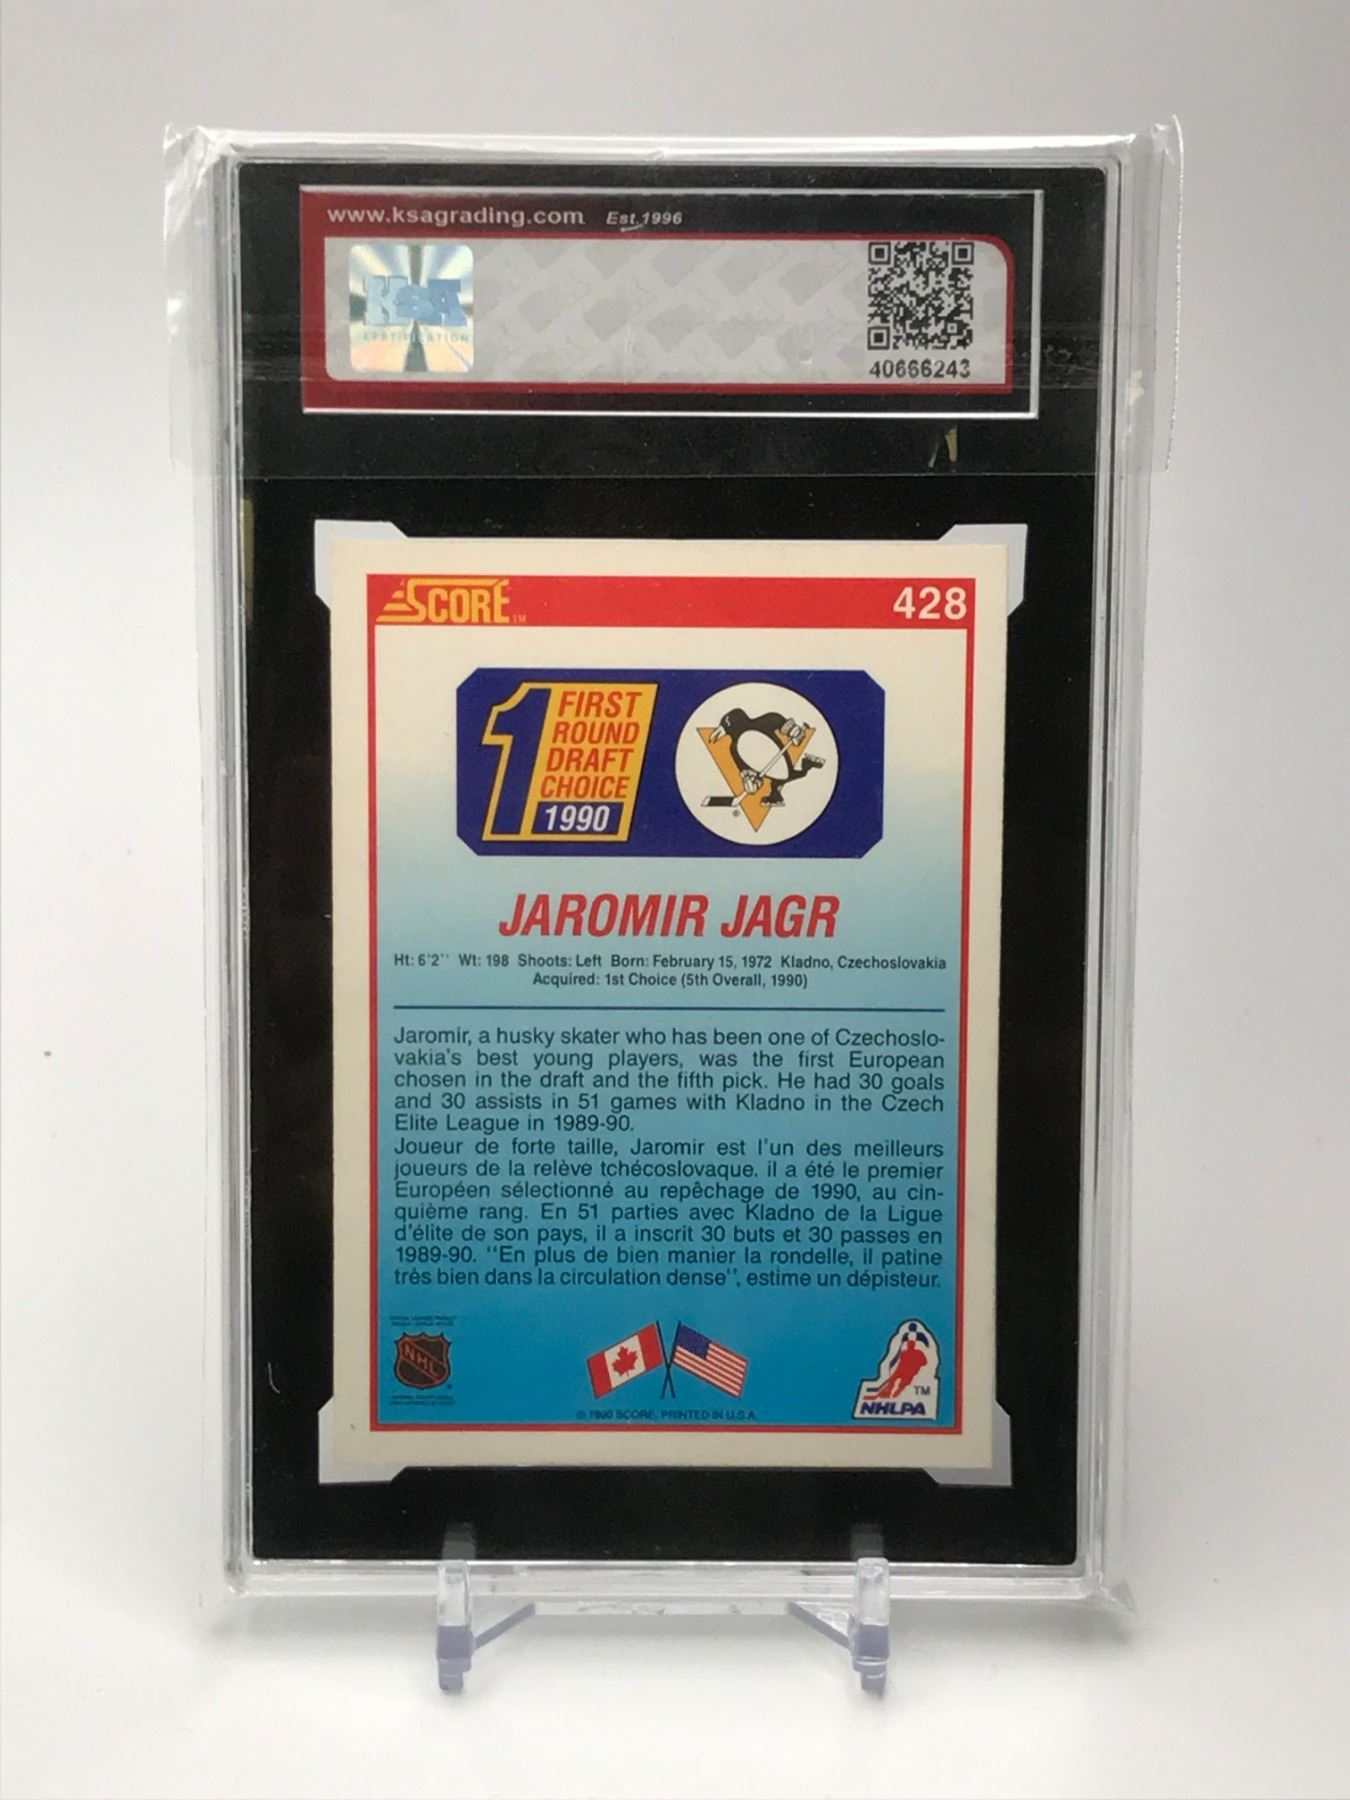 www.ksagrading.com Est.1996
KSA
CERTIFICATION
40666243
SCORE TM
428
1 FIRST
ROUND
DRAFT
CHOICE
1990
®
JAROMIR JAGR
Ht: 6'2'' Wt: 198 Shoots: Left Born: February 15, 1972 Kladno, Czechoslovakia
Acquired: 1st Choice (5th Overall, 1990)
Jaromir, a husky skater who has been one of Czechoslo-
vakia's best young players, was the first European
chosen in the draft and the fifth pick. He had 30 goals
and 30 assists in 51 games with Kladno in the Czech
Elite League in 1989-90.
Joueur de forte taille, Jaromir est l'un des meilleurs
joueurs de la relève tchécoslovaque. il a été le premier
Européen sélectionné au repêchage de 1990, au cin-
quième rang. En 51 parties avec Kladno de la Ligue
d'élite de son pays, il a inscrit 30 buts et 30 passes en
1989-90. ''En plus de bien manier la rondelle, il patine
très bien dans la circulation dense'', estime un dépisteur.
NHL
TM
NHLPA
© 1990 SCORE, PRINTED IN U.S.A.